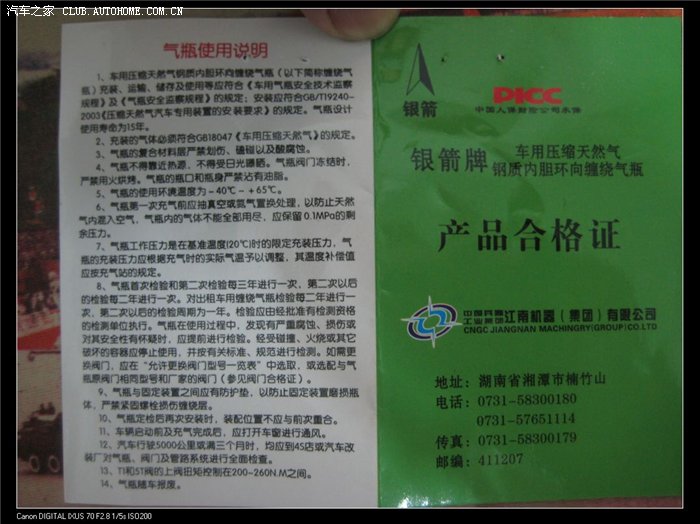 汽车之家 CLUB.AUTOHOME.COM.CN
气瓶使用说明
1、车用压缩天然气钢质内胆环向缠绕气瓶（以下简称缠绕气
瓶）充装、运输、储存及使用等应符合《车用气瓶安全技术监察
规程》及《气瓶安全监察规程》的规定；安装应符合GB/T19240-
2003《压缩天然气汽车专用装置的安装要求》的规定。气瓶设计
使用寿命为15年。
2、充装的气体必须符合GB18047《车用压缩天然气》的规定。
3、气瓶的复合材料层严禁划伤、磕碰以及酸腐蚀。
4、气瓶不得靠近热源，不得受日光曝晒。气瓶阀门冻结时，
严禁用火烘烤。气瓶的瓶口和瓶身严禁沾有油脂。
5、气瓶的使用环境温度为－40℃～＋65℃。
6、气瓶第一次充气前应抽真空或氮气置换处理，以防止天然
气内混入空气，气瓶内的气体不能全部用尽，应保留0.1MPa的剩
余压力。
7、气瓶工作压力是在基准温度(20℃)时的限定充装压力，气
瓶的充装压力应根据充气时的实际气温予以调整，其温度补偿值
应按充气站的规定。
8、气瓶首次检验和第二次检验每三年进行一次，第二次以后
的检验每二年进行一次。对出租车用缠绕气瓶检验每二年进行一
次，第二次以后的检验周期为一年。检验应由经批准有检测资格
的检测单位执行。气瓶在使用过程中，发现有严重腐蚀、损伤或
对其安全性有怀疑时，应提前进行检验。经受碰撞、火烧或其它
破坏的容器应停止使用，并按有关标准、规范进行检测。如需更
换阀门，应在“允许更换阀门型号一览表”中选取，或选配与气
瓶原阀门相同型号和厂家的阀门（参见阀门合格证）。
9、气瓶与固定装置之间应有防护垫，以防止固定装置磨损瓶
体，严禁紧固螺栓损伤缠绕层。
10、气瓶定检后再次安装时，装配位置不应与前次重合。
11、车辆启动前及充气完成后，应打开车窗进行通风。
12、汽车行驶5000公里或满三个月时，均应到4S店或汽车改
装厂对气瓶、阀门及管路系统进行全面检查。
13、T1和5T阀的上阀扭矩控制在200~260N.M之间。
14、气瓶随车报废。
银箭
PICC
中国人保财险公司承保
银箭牌 车用压缩天然气
钢质内胆环向缠绕气瓶
产品合格证
中国兵器
工业集团 江南机器（集团）有限公司
CNGC JIANGNAN MACHINGRY(GROUP)CO.LTD
地址：湖南省湘潭市楠竹山
电话：0731-58300180
0731-57651114
传真：0731-58300179
邮编：411207
Canon DIGITAL IXUS 70 F2.8 1/5s ISO200